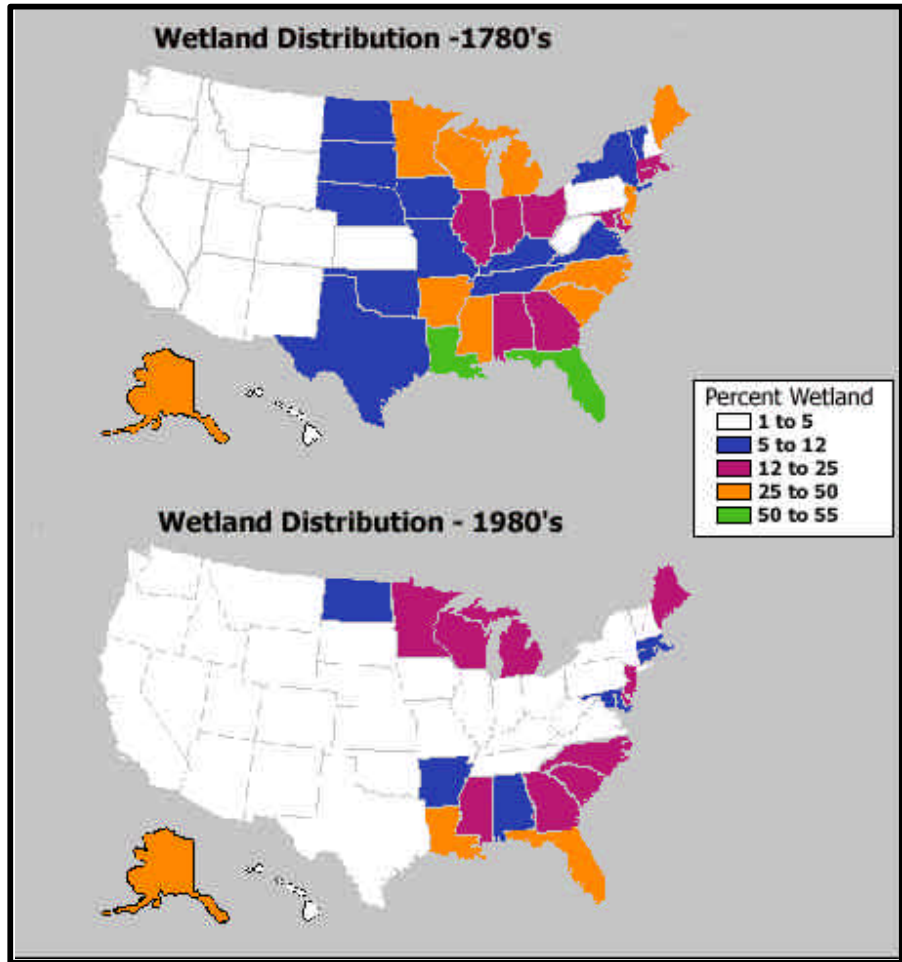 Wetland Distribution -1780's
Percent Wetland
1 to 5
5 to 12
12 to 25
25 to 50
50 to 55
Wetland Distribution - 1980's